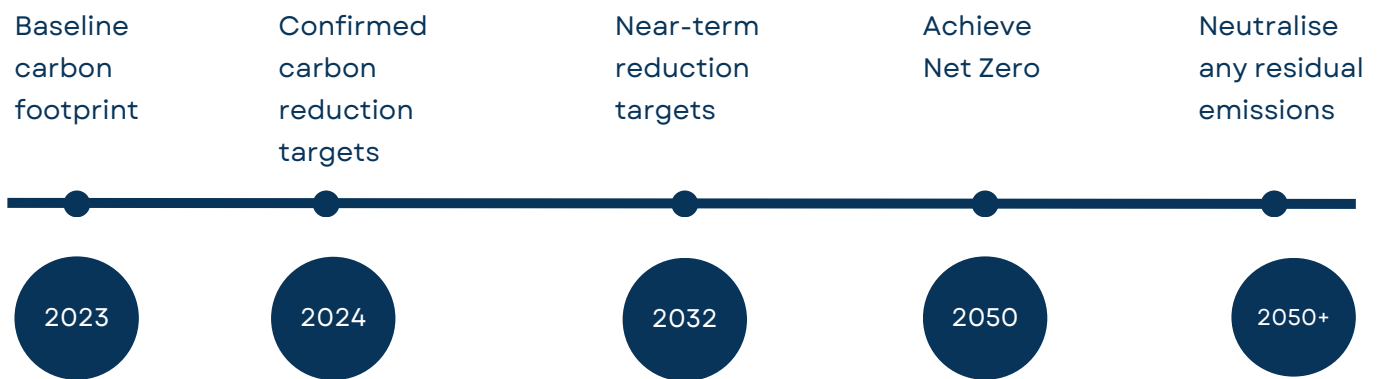 Baseline
carbon
footprint
Confirmed
carbon
reduction
targets
Near-term
reduction
targets
Achieve
Net Zero
Neutralise
any residual
emissions
2023
2024
2032
2050
2050+